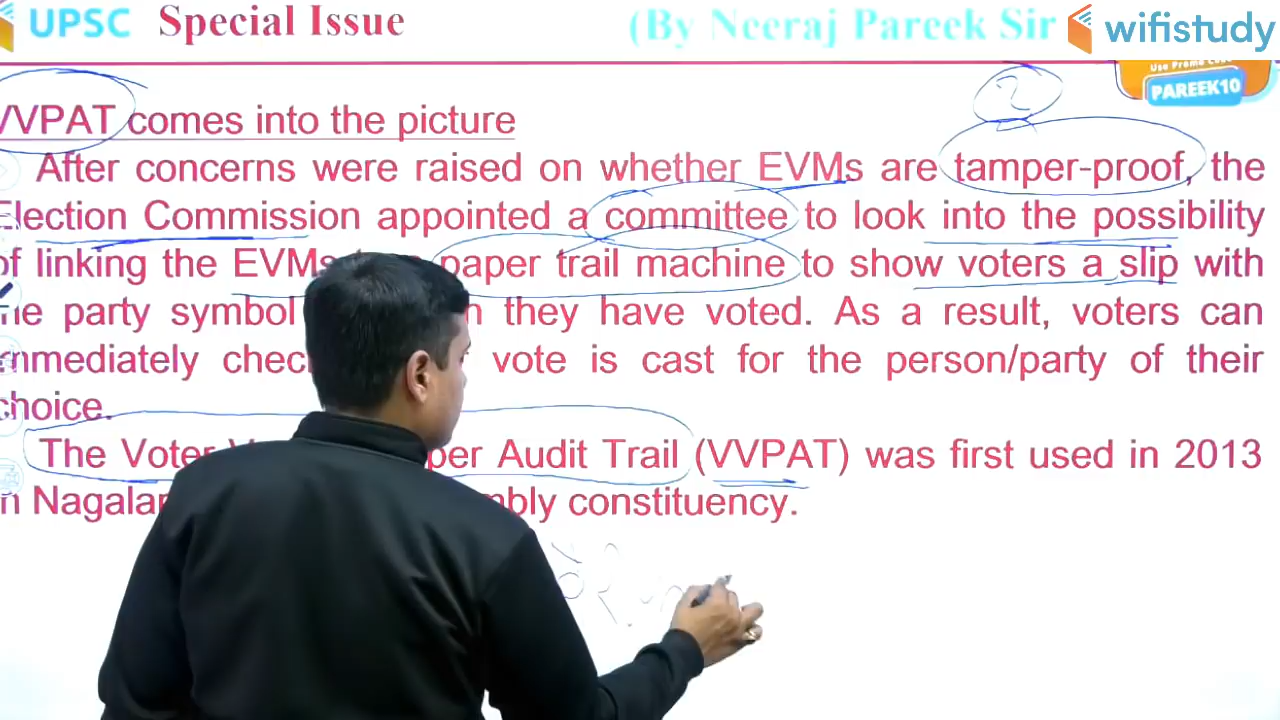 UPSC Special Issue (By Neeraj Pareek Sir wifistudy
Use Promo Code
PAREEK10
VVPAT comes into the picture
After concerns were raised on whether EVMs are tamper-proof, the
Election Commission appointed a committee to look into the possibility
of linking the EVMs paper trail machine to show voters a slip with
the party symbol they have voted. As a result, voters can
immediately vote is cast for the person/party of their
choice.
The Voter Audit Trail (VVPAT) was first used in 2013
in constituency.